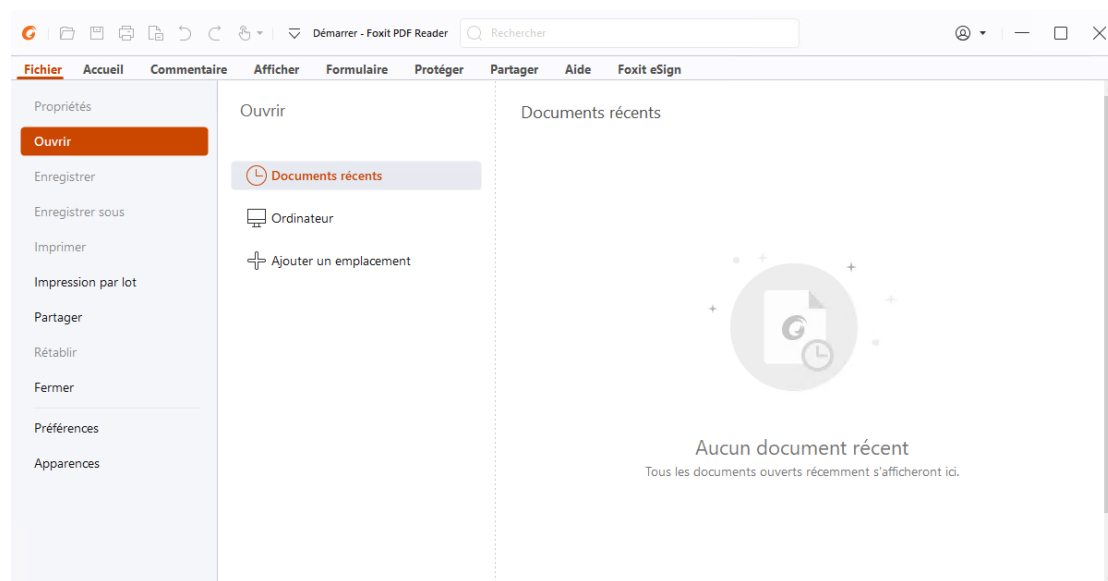 Démarrer - Foxit PDF Reader
Rechercher
Fichier Accueil Commentaire Afficher Formulaire Protéger Partager Aide Foxit eSign
Propriétés
Ouvrir
Enregistrer
Enregistrer sous
Imprimer
Impression par lot
Partager
Rétablir
Fermer
Préférences
Apparences
Ouvrir
Documents récents
Ordinateur
Ajouter un emplacement
Documents récents
Aucun document récent
Tous les documents ouverts récemment s'afficheront ici.